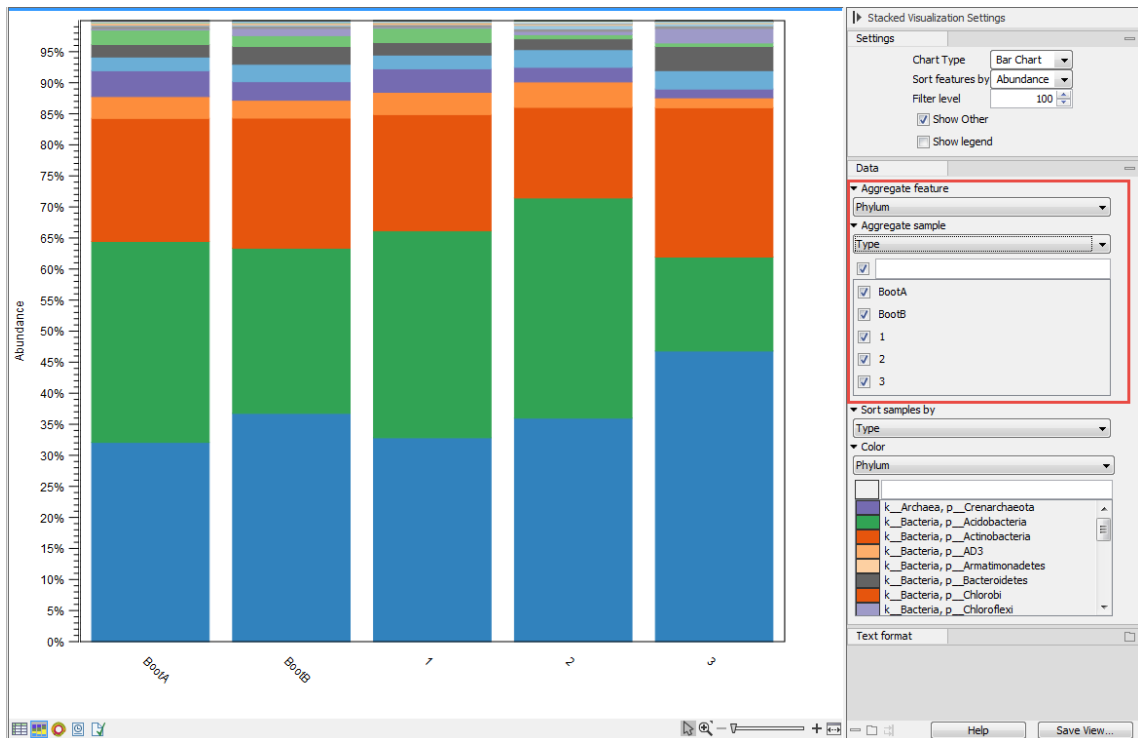 Abundance
95%
90%
85%
80%
75%
70%
65%
60%
55%
50%
45%
40%
35%
30%
25%
20%
15%
10%
5%
0%
BootA
BootB
1
2
3
Stacked Visualization Settings
Settings
Chart Type Bar Chart
Sort features by Abundance
Filter level 100
Show Other
Show legend
Data
Aggregate feature
Phylum
Aggregate sample
Type
BootA
BootB
1
2
3
Sort samples by
Type
Color
Phylum
k__Archaea, p__Crenarchaeota
k__Bacteria, p__Acidobacteria
k__Bacteria, p__Actinobacteria
k__Bacteria, p__AD3
k__Bacteria, p__Armatimonadetes
k__Bacteria, p__Bacteroidetes
k__Bacteria, p__Chlorobi
k__Bacteria, p__Chloroflexi
Text format
Help Save View...